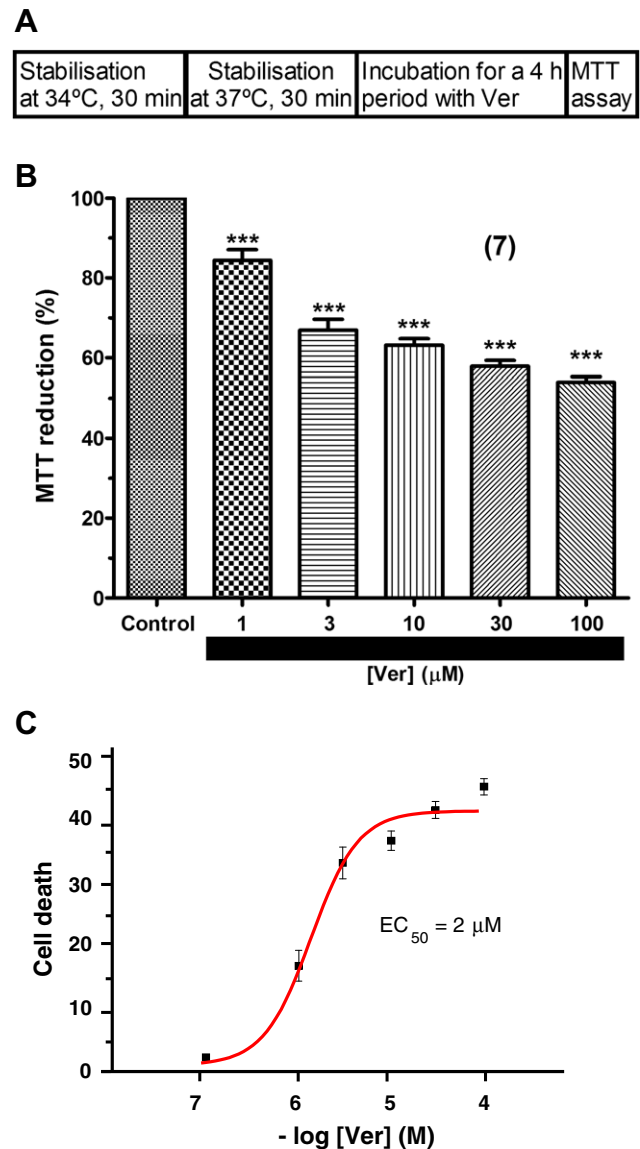 A
Stabilisation at 34ºC, 30 min
Stabilisation at 37ºC, 30 min
Incubation for a 4 h period with Ver
MTT assay
B
MTT reduction (%)
100
80
60
40
20
0
(7)
***
***
***
***
***
Control 1 3 10 30 100
[Ver] (μM)
C
Cell death
50
40
30
20
10
0
EC50 = 2 μM
7 6 5 4
- log [Ver] (M)